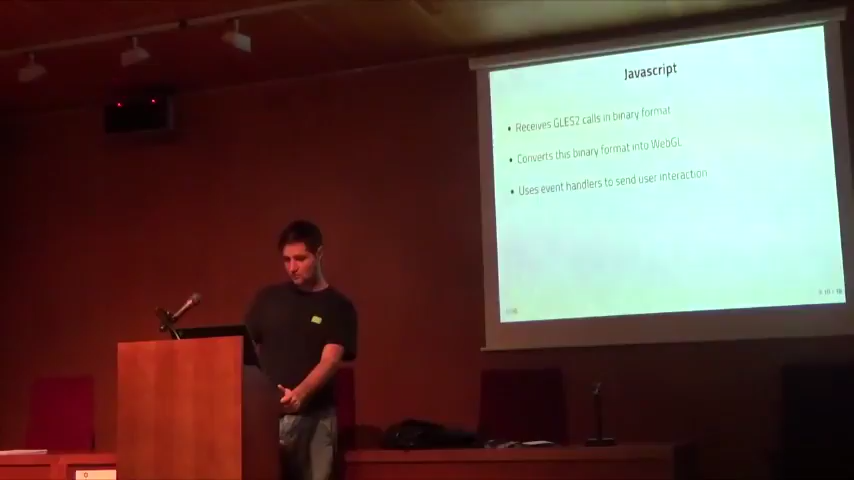 Javascript
• Receives GLES2 calls in binary format
• Converts this binary format into WebGL
• Uses event handlers to send user interaction